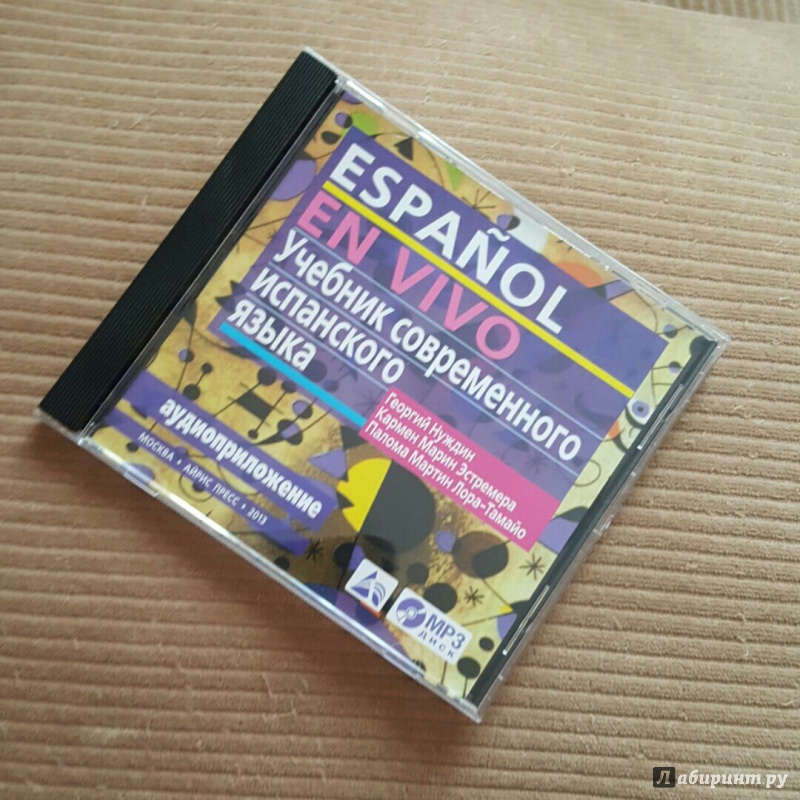 ESPAÑOL
EN VIVO
Учебник современного
испанского
языка
Георгий Нуждин
Кармен Марин Эстремера
Палома Мартин Лора-Тамайо
аудиоприложение
МОСКВА • АЙРИС ПРЕСС • 2013
MP3
ДИСК
Лабиринт.ру